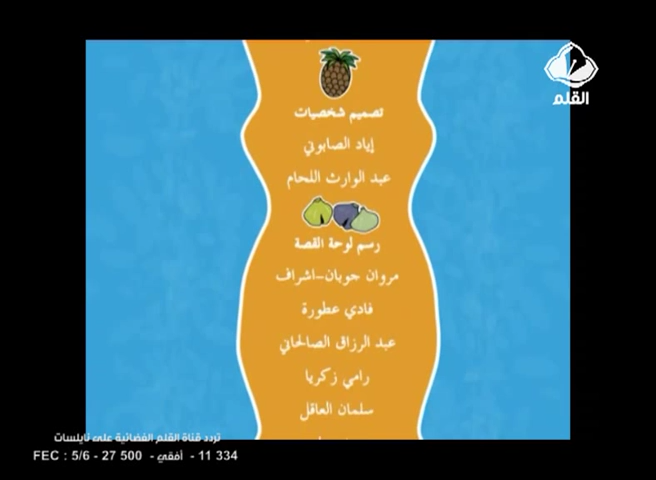 القلم
تصميم شخصيات
إياد الصابوني
عبد الوارث اللحام
رسم لوحة القصة
مروان جوبان-اشراف
فادي عطورة
عبد الرزاق الصالحاني
رامي زكريا
سلمان العاقل
تردد قناة القلم الفضائية على نايلسات
11 334 - أفقي - 27 500 - FEC : 5/6